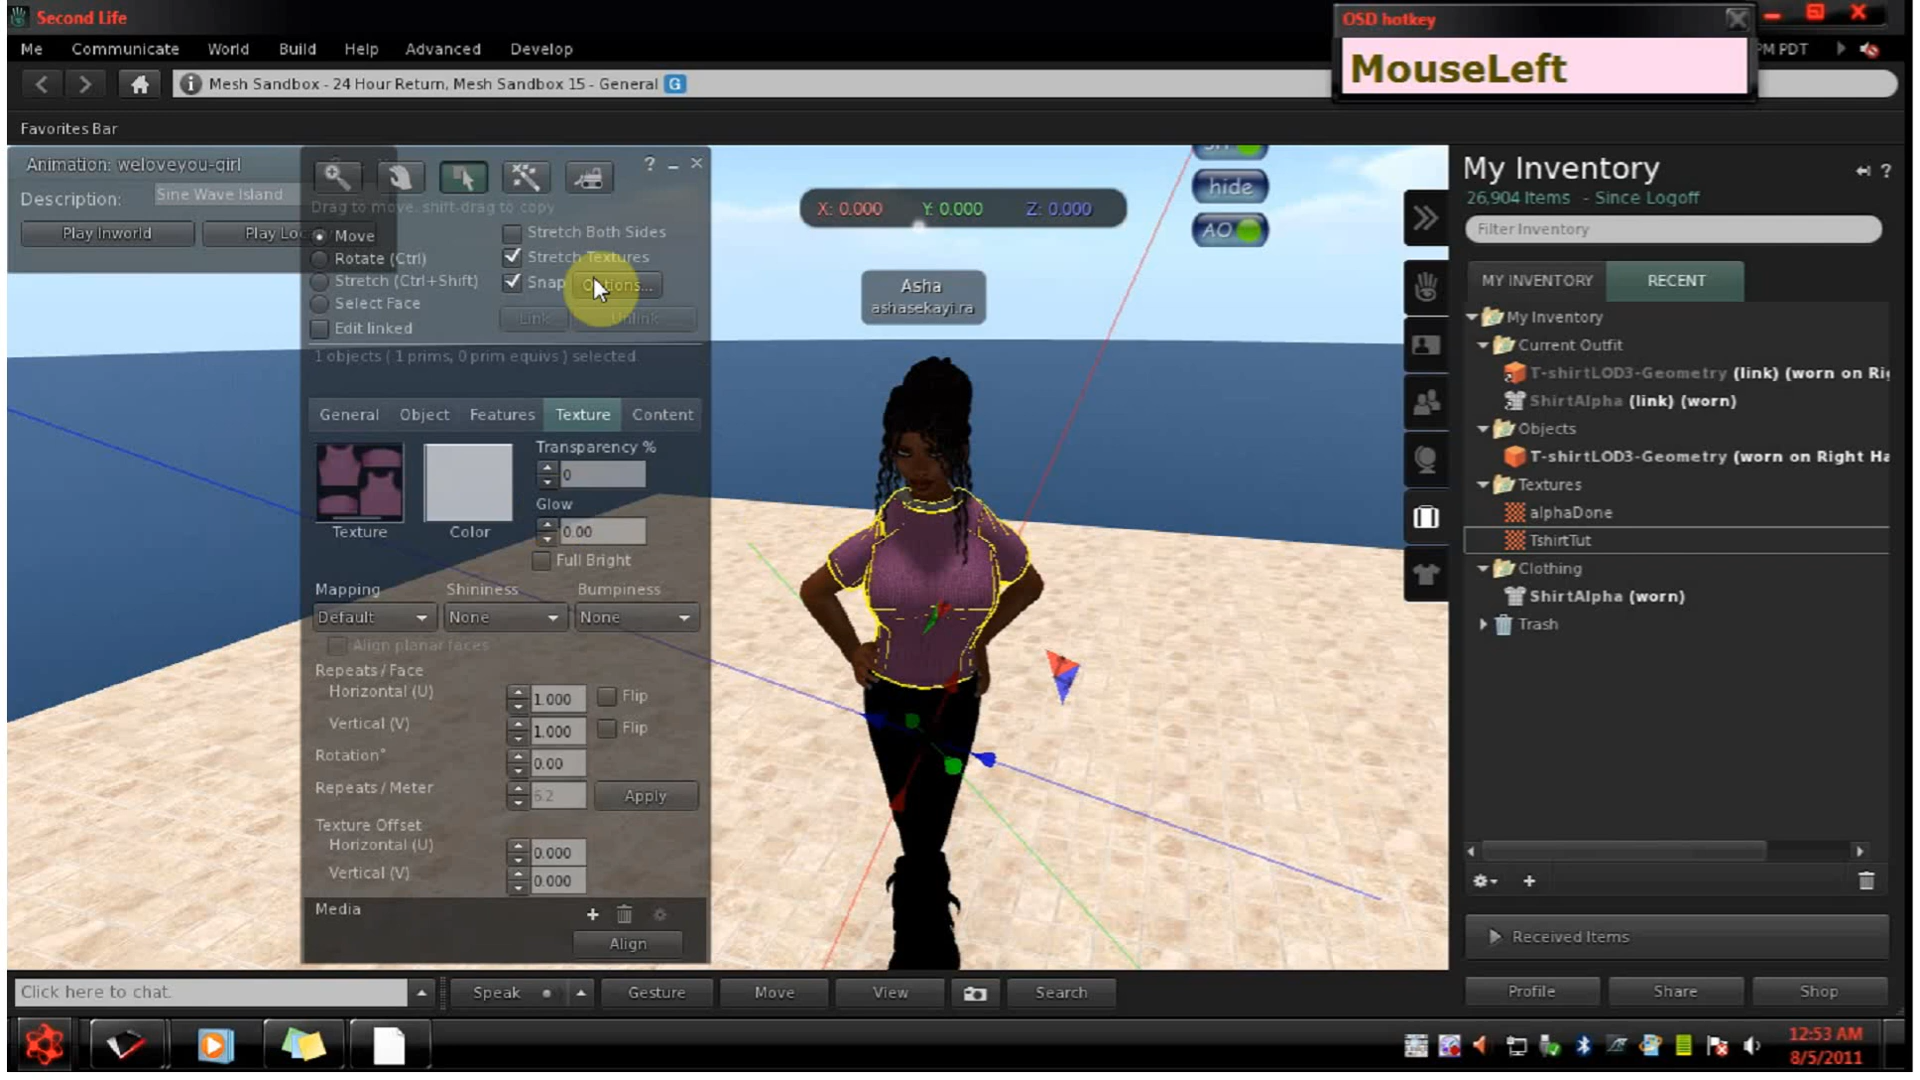 Second Life
OSD hotkey
MouseLeft
Me Communicate World Build Help Advanced Develop
PM PDT
Mesh Sandbox - 24 Hour Return, Mesh Sandbox 15 - General G
Favorites Bar
Animation: weloveyou-girl
Description: Sine Wave Island
Play Inworld
Drag to move, shift-drag to copy
Move
Rotate (Ctrl)
Stretch (Ctrl+Shift)
Select Face
Edit linked
Stretch Both Sides
Stretch Textures
Snap Options...
Link Unlink
1 objects ( 1 prims, 0 prim equivs ) selected
General Object Features Texture Content
Texture
Color
Transparency %
0
Glow
0.00
Full Bright
Mapping Shininess Bumpiness
Default None None
Align planar faces
Repeats / Face
Horizontal (U) 1.000 Flip
Vertical (V) 1.000 Flip
Rotation° 0.00
Repeats / Meter 6.2 Apply
Texture Offset
Horizontal (U) 0.000
Vertical (V) 0.000
Media
Align
X: 0.000 Y: 0.000 Z: 0.000
hide
AO
Asha
ashasekayi.ra
My Inventory
26,904 Items - Since Logoff
Filter Inventory
MY INVENTORY RECENT
My Inventory
Current Outfit
T-shirtLOD3-Geometry (link) (worn on Ri
ShirtAlpha (link) (worn)
Objects
T-shirtLOD3-Geometry (worn on Right Ha
Textures
alphaDone
TshirtTut
Clothing
ShirtAlpha (worn)
Trash
Received Items
Profile Share Shop
Click here to chat.
Speak Gesture Move View Search
12:53 AM
8/5/2011